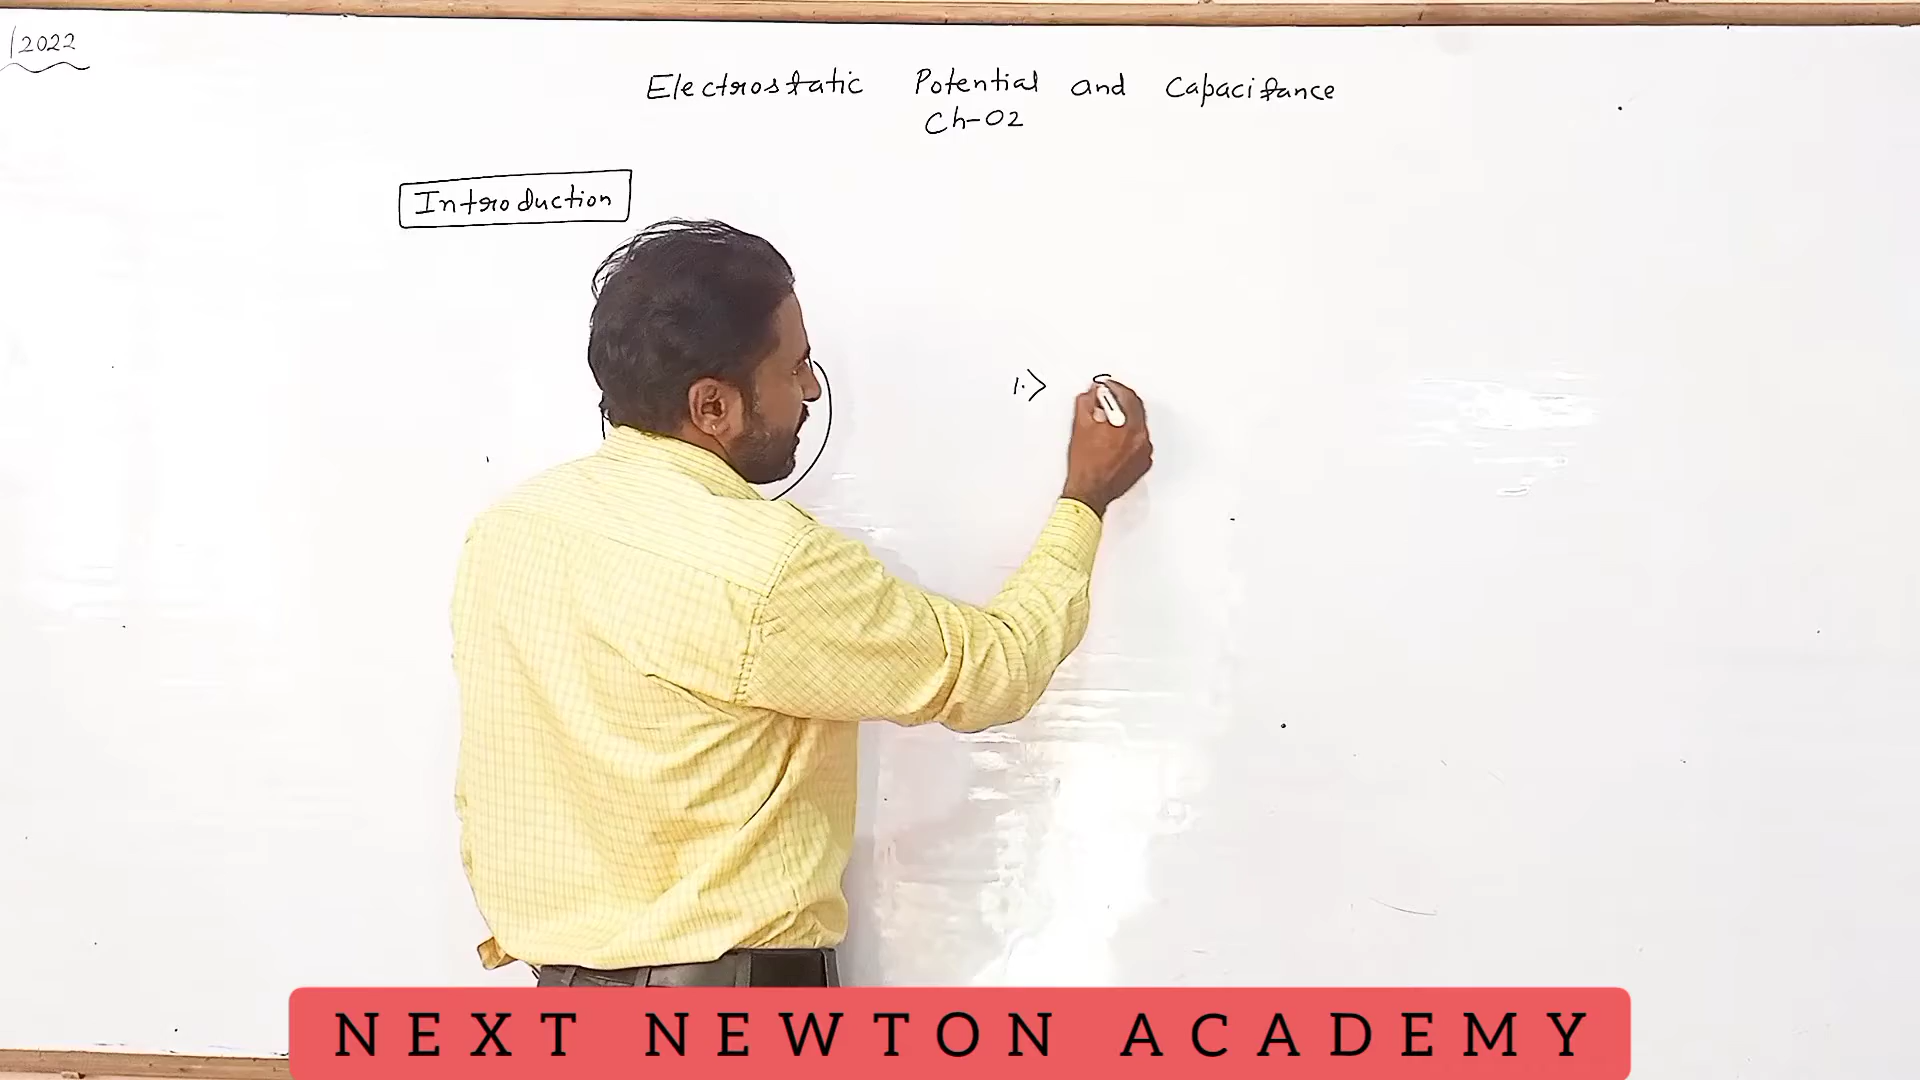 |2022
Electrostatic Potential and Capacitance
Ch-02
Introduction
1.>
NEXT NEWTON ACADEMY